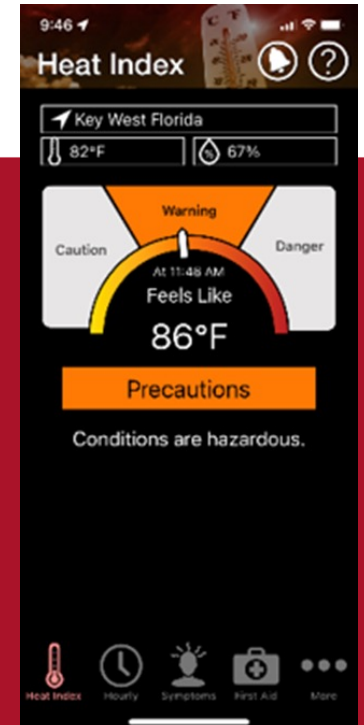 9:46
Heat Index
Key West Florida
82°F
67%
Warning
Caution
Danger
At 11:46 AM
Feels Like
86°F
Precautions
Conditions are hazardous.
Heat Index
Hourly
Symptoms
First Aid
More